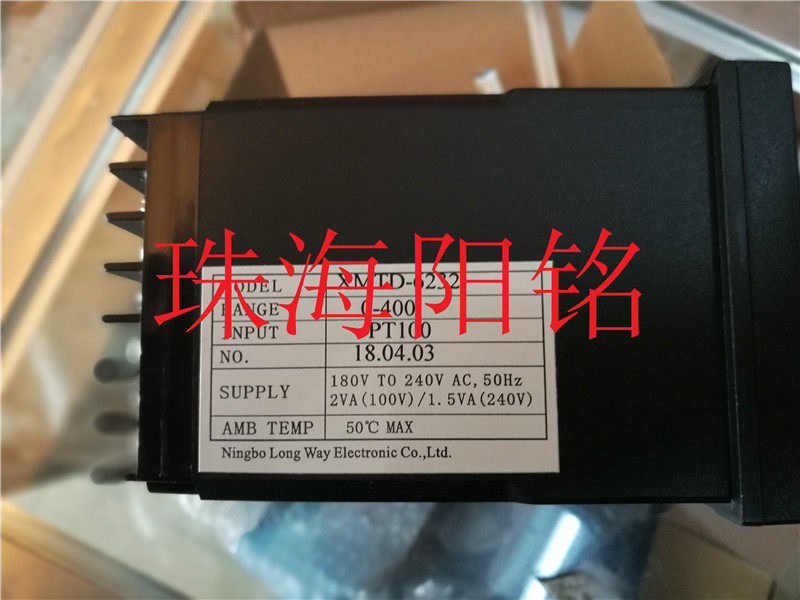 珠海阳铭
MODEL XMTD-6232
RANGE 0-400
INPUT PT100
NO. 18.04.03
SUPPLY 180V TO 240V AC, 50Hz
2VA(100V)/1.5VA(240V)
AMB TEMP 50℃ MAX
Ningbo Long Way Electronic Co.,Ltd.